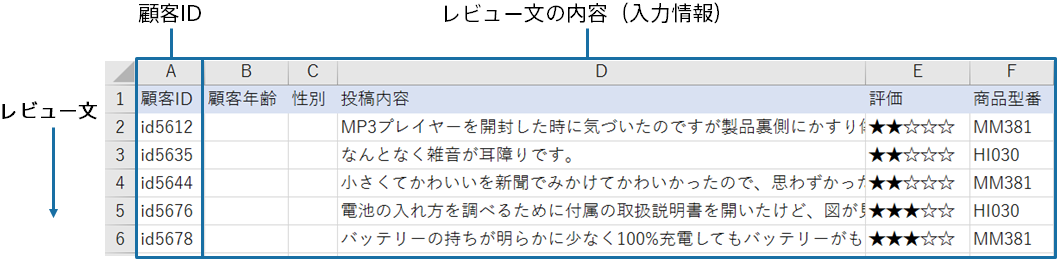 顧客ID
レビュー文の内容（入力情報）
A B C D E F
レビュー文
1 顧客ID 顧客年齢 性別 投稿内容 評価 商品型番
2 id5612 MP3プレイヤーを開封した時に気づいたのですが製品裏側にかすり ★★☆☆☆ MM381
3 id5635 なんとなく雑音が耳障りです。 ★★☆☆☆ HI030
4 id5644 小さくてかわいいを新聞でみかけてかわいかったので、思わずかった ★★☆☆☆ MM381
5 id5676 電池の入れ方を調べるために付属の取扱説明書を開いたけど、図が ★★★☆☆ HI030
6 id5678 バッテリーの持ちが明らかに少なく100%充電してもバッテリーがも ★★★☆☆ MM381